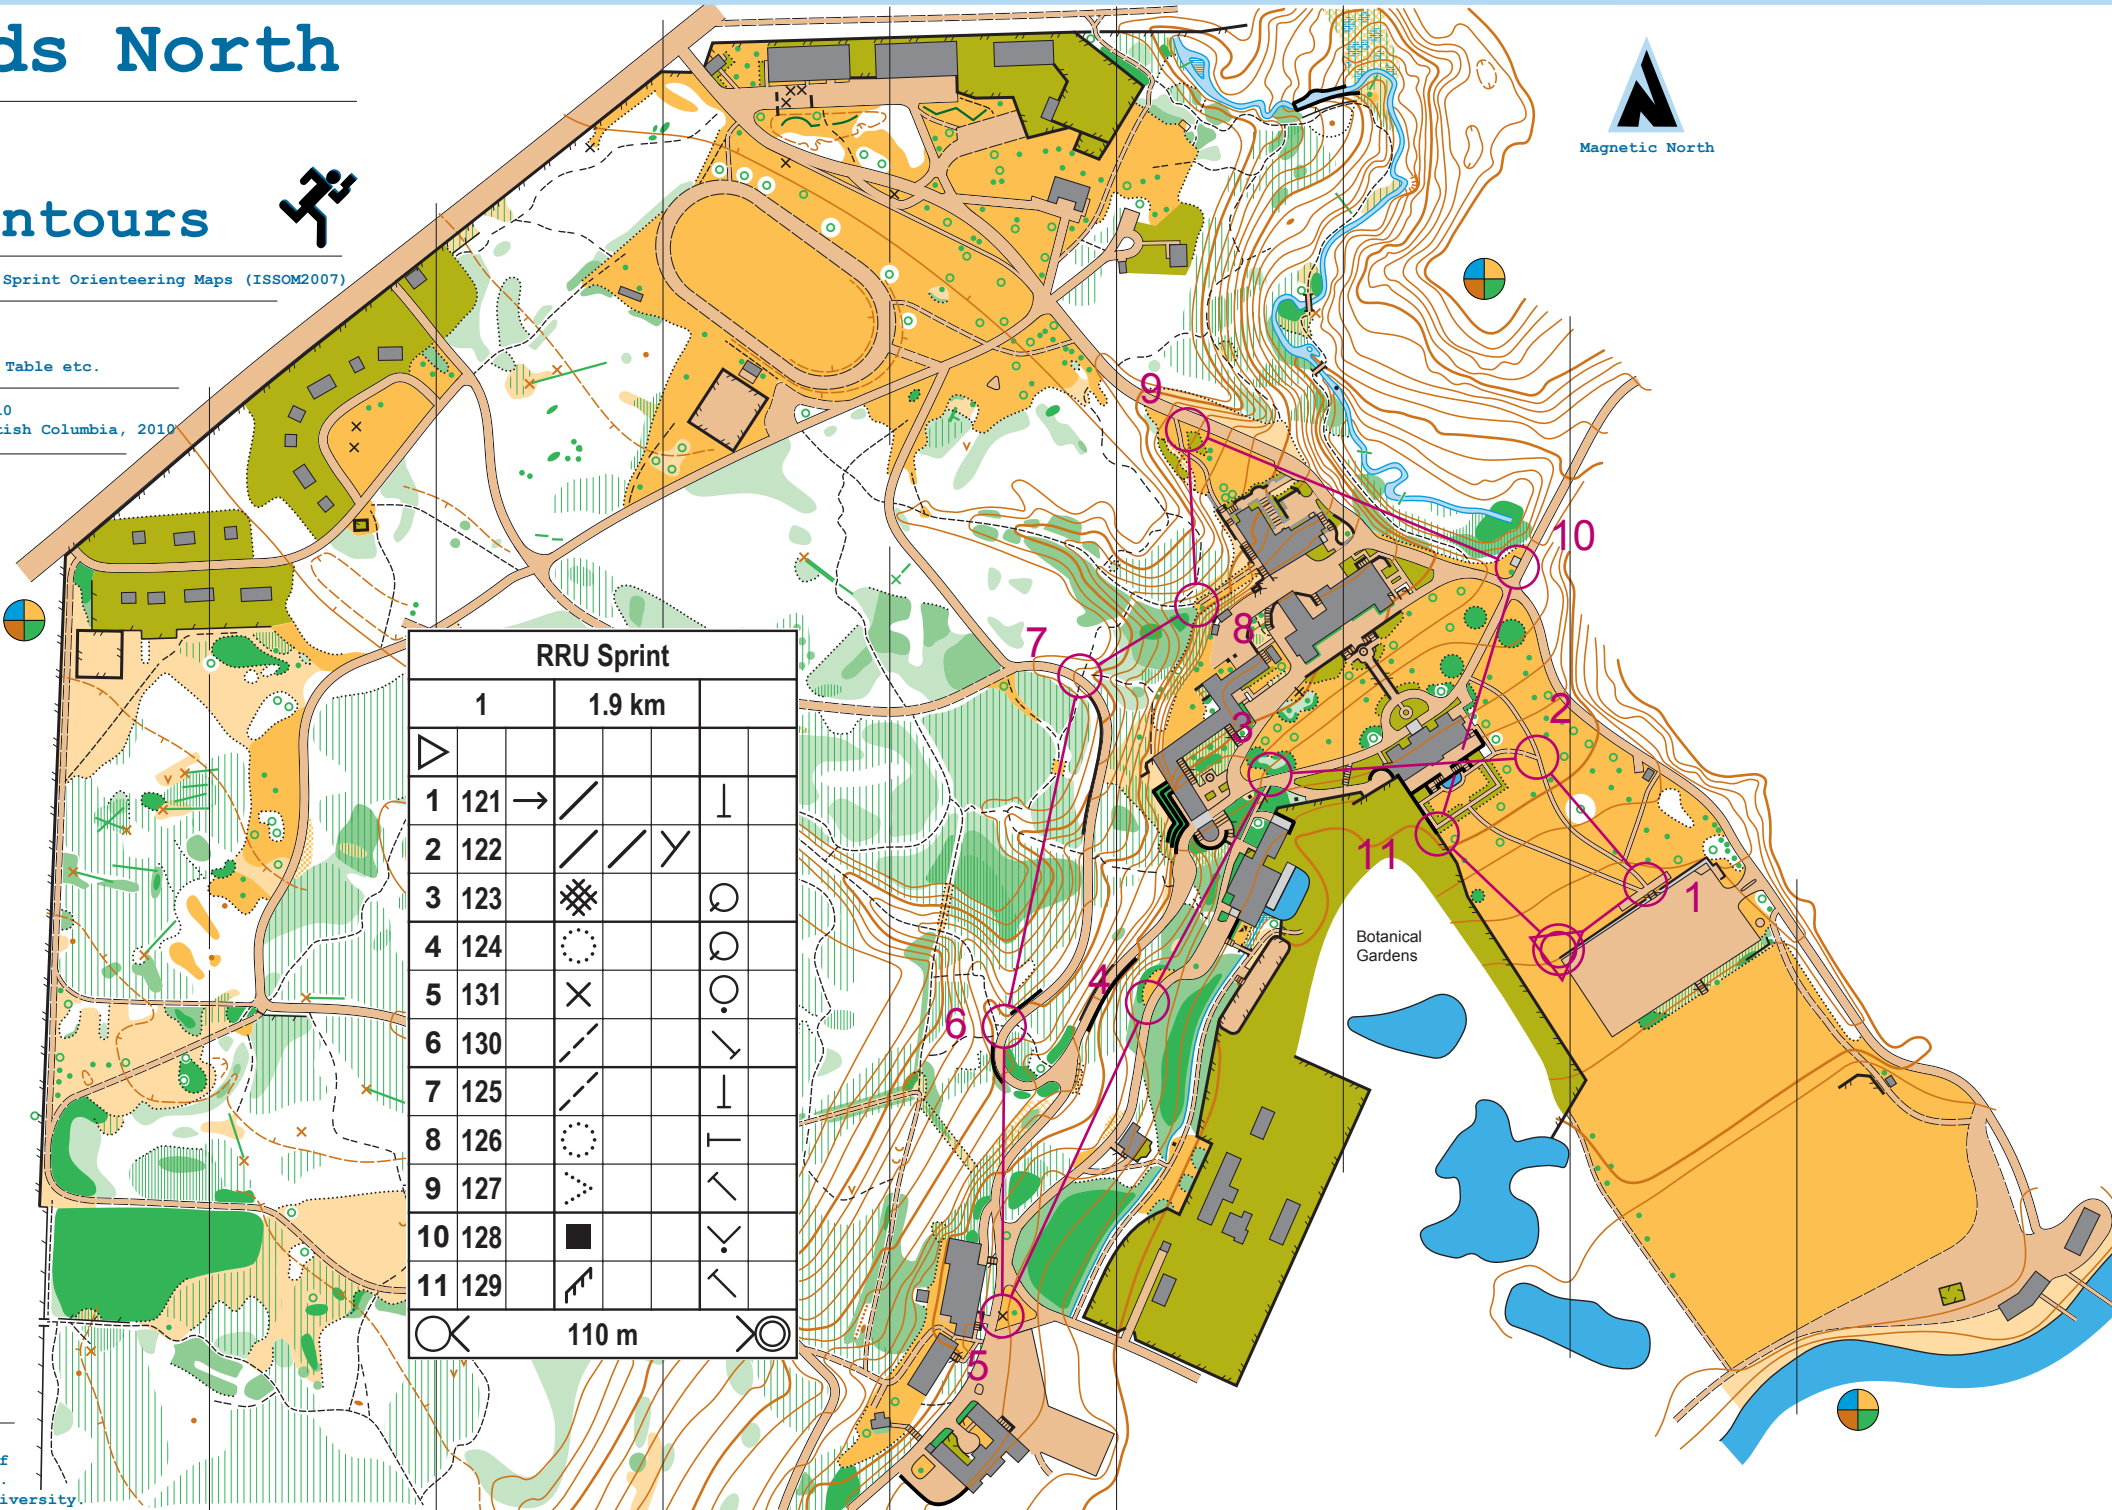 ds North
ntours
Sprint Orienteering Maps (ISSOM2007)
Table etc.
.0
tish Columbia, 2010
Magnetic North
9
10
7
8
2
3
1
11
4
6
5
Botanical
Gardens
RRU Sprint
1 1.9 km
1 121
2 122
3 123
4 124
5 131
6 130
7 125
8 126
9 127
10 128
11 129
110 m
f
.
iversity.